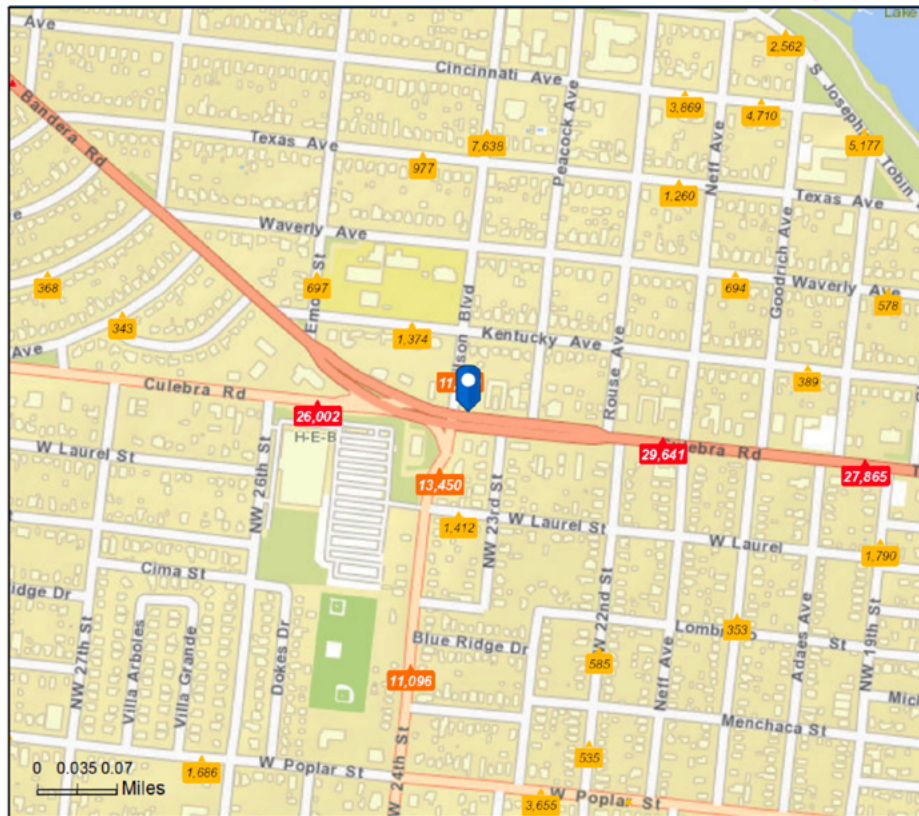 Lake
Ave
2,562
Cincinnati Ave
S Joseph
Tobin
Bandera Rd
Peacock Ave
3,869
4,710
Texas Ave
7,638
5,177
977
Neff Ave
1,260
Texas Ave
Waverly Ave
Goodrich Ave
368
697
694
Waverly Ave
578
343
1,374
Kentucky Ave
Rouse Ave
Ave
389
Culebra Rd
26,002
H-E-B
29,641
27,865
W Laurel St
NW 26th St
13,450
NW 23rd St
1,412
W Laurel St
W Laurel
1,790
Cima St
Ridge Dr
353
St
Blue Ridge Dr
W 22nd St
585
Neff Ave
Adaes Ave
NW 19th St
NW 27th St
Villa Arboles
Villa Grande
Dokes Dr
11,096
Menchaca St
W 24th St
535
1,686
W Poplar St
3,655
W Poplar St
0 0.035 0.07
Miles